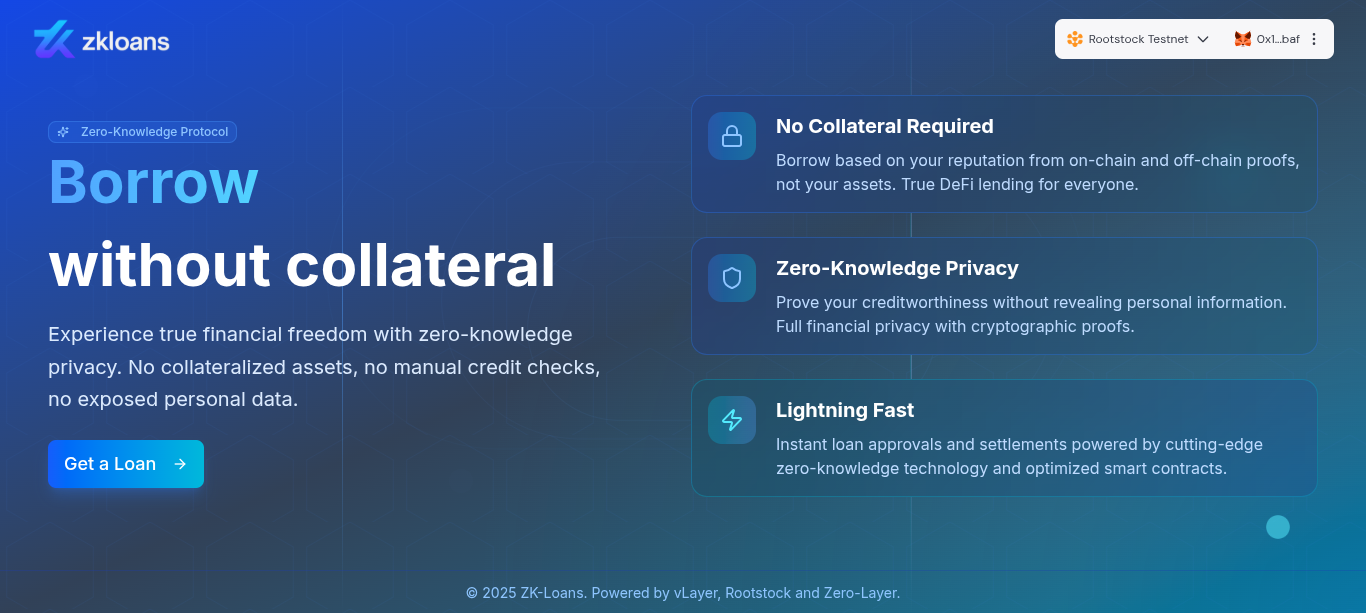 zkloans
Rootstock Testnet
0x1...baf
Zero-Knowledge Protocol
Borrow
without collateral
Experience true financial freedom with zero-knowledge
privacy. No collateralized assets, no manual credit checks,
no exposed personal data.
Get a Loan
No Collateral Required
Borrow based on your reputation from on-chain and off-chain proofs,
not your assets. True DeFi lending for everyone.
Zero-Knowledge Privacy
Prove your creditworthiness without revealing personal information.
Full financial privacy with cryptographic proofs.
Lightning Fast
Instant loan approvals and settlements powered by cutting-edge
zero-knowledge technology and optimized smart contracts.
© 2025 ZK-Loans. Powered by vLayer, Rootstock and Zero-Layer.